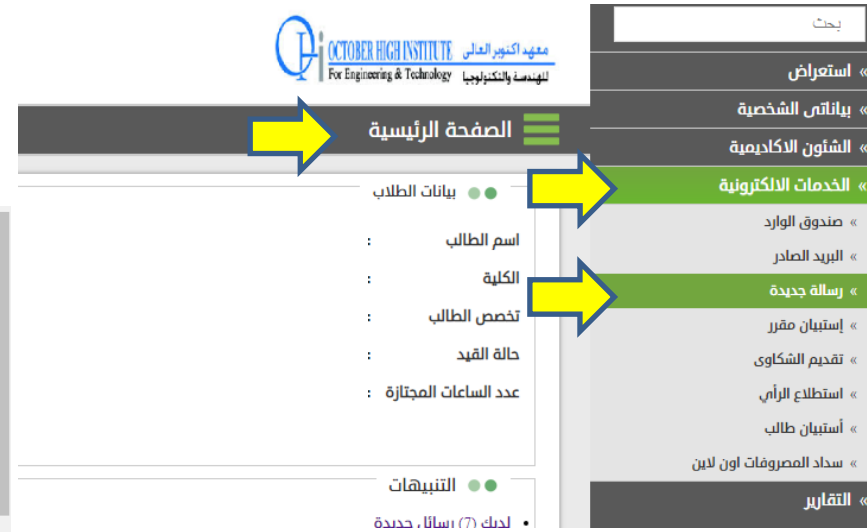 بحث
» استعراض
» بياناتى الشخصية
» الشئون الاكاديمية
» الخدمات الالكترونية
» صندوق الوارد
» البريد الصادر
» رسالة جديدة
» إستبيان مقرر
» تقديم الشكاوى
» استطلاع الرأي
» أستبيان طالب
» سداد المصروفات اون لاين
» التقارير
معهد اكتوبر العالى
للهندسة والتكنولوجيا
OCTOBER HIGH INSTITUTE
For Engineering & Technology
الصفحة الرئيسية
بيانات الطلاب
اسم الطالب :
الكلية :
تخصص الطالب :
حالة القيد :
عدد الساعات المجتازة :
التنبيهات
• لديك (7) رسائل جديدة